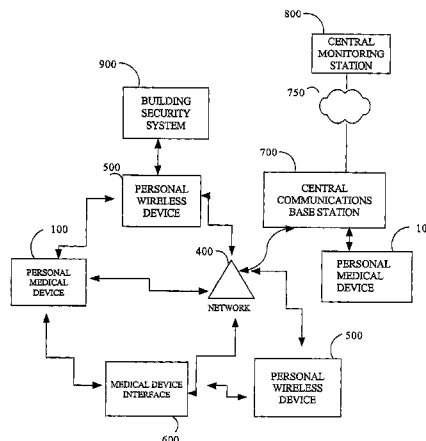 800
CENTRAL
MONITORING
STATION
900
750
BUILDING
SECURITY
SYSTEM
700
500
PERSONAL
WIRELESS
DEVICE
CENTRAL
COMMUNICATIONS
BASE STATION
100
400
10
PERSONAL
MEDICAL
DEVICE
PERSONAL
MEDICAL
DEVICE
NETWORK
500
MEDICAL DEVICE
INTERFACE
PERSONAL
WIRELESS
DEVICE
600